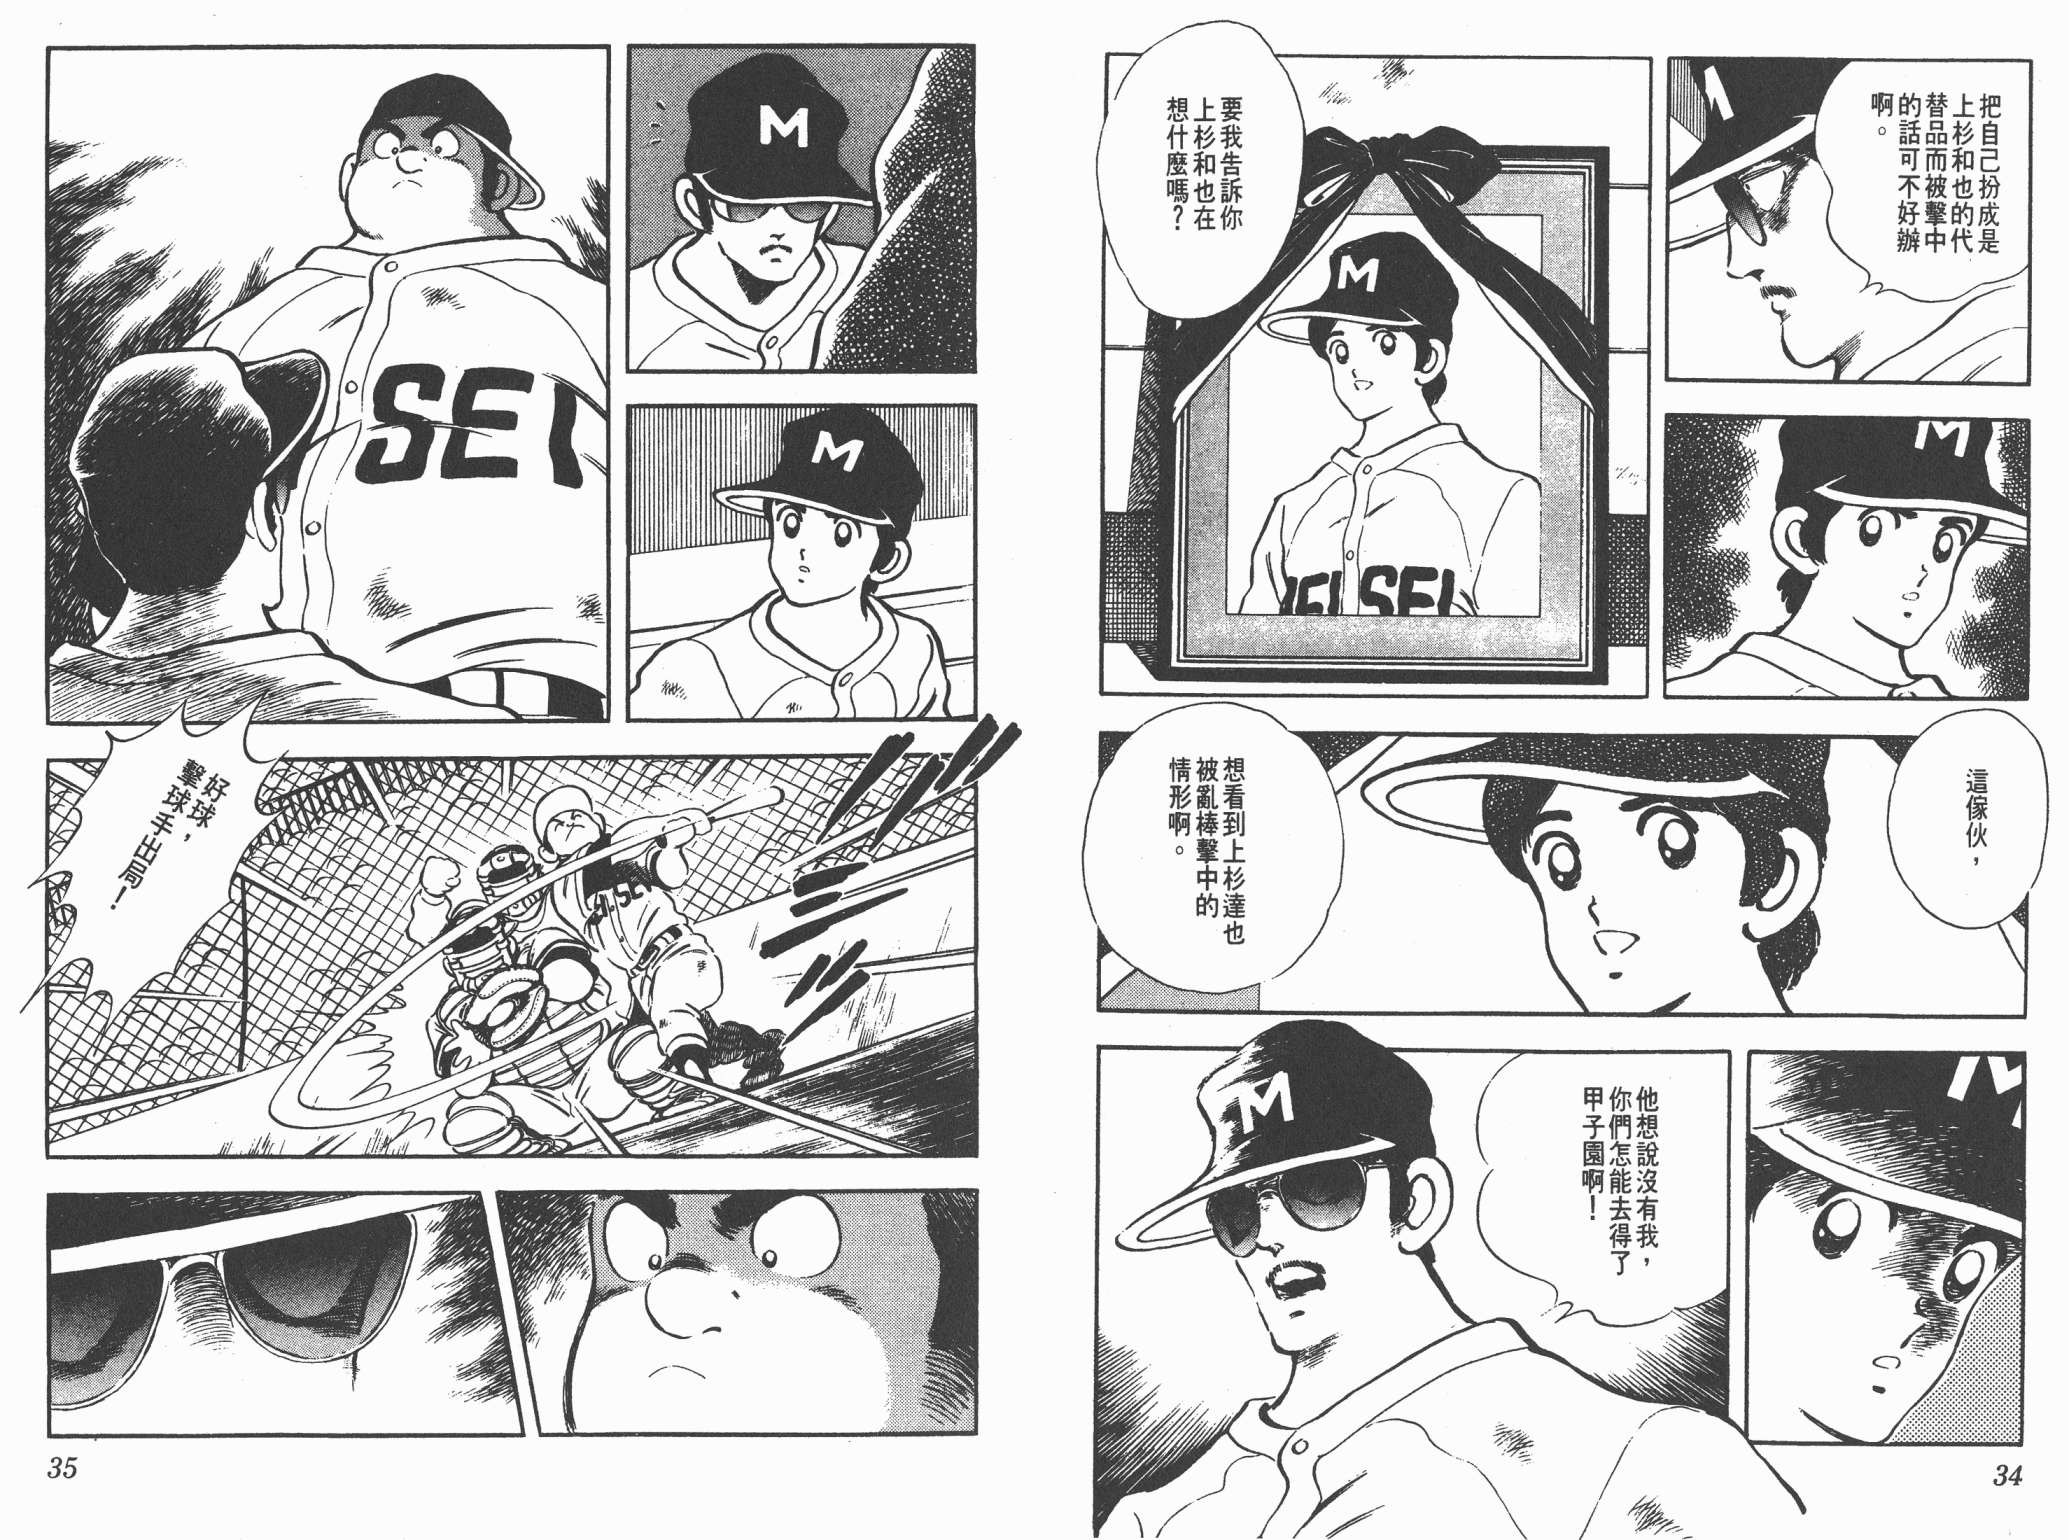 把自己扮成是
上杉和也的代
替品而被擊中
的話可不好辦
啊。
M
要我告訴你
上杉和也在
想什麼嗎？
M
MEISEI
這傢伙，
想看到上杉達也
被亂棒擊中的
情形啊。
M
他想說沒有我，
你們怎能去得了
甲子園啊！
M
34
M
M
SEI
好球，
擊球手出局！
EI.SEI
35